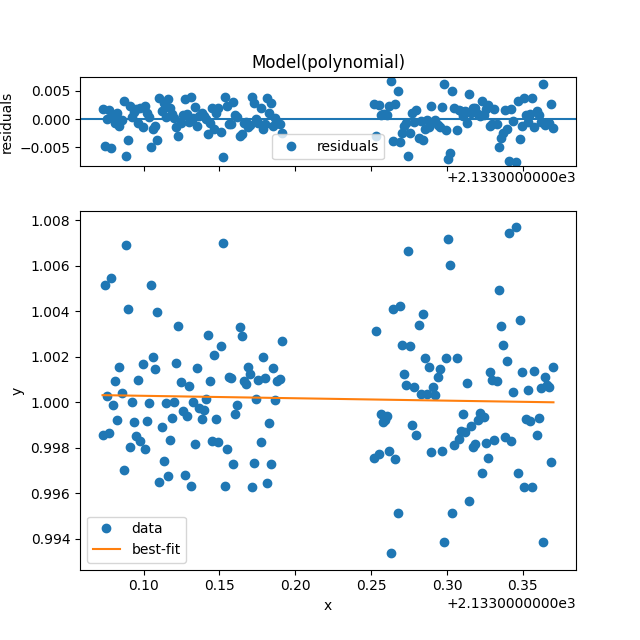 Model(polynomial)
residuals
0.005
0.000
−0.005
residuals
+2.1330000000e3
y
1.008
1.006
1.004
1.002
1.000
0.998
0.996
0.994
data
best-fit
0.10 0.15 0.20 0.25 0.30 0.35
x
+2.1330000000e3